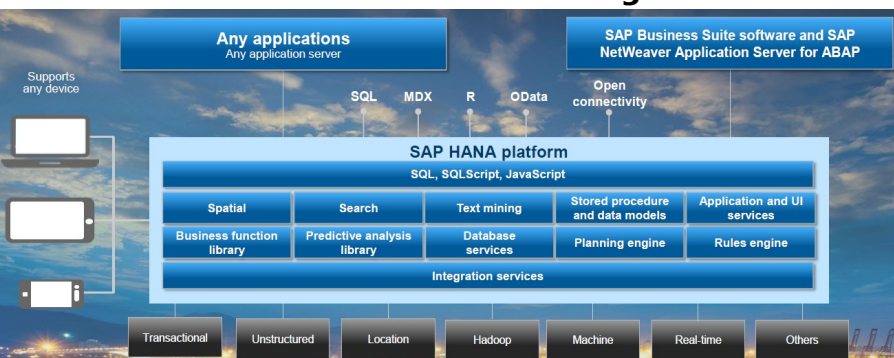 Any applications
Any application server
SAP Business Suite software and SAP
NetWeaver Application Server for ABAP
Supports
any device
SQL
MDX
R
OData
Open
connectivity
SAP HANA platform
SQL, SQLScript, JavaScript
Spatial
Search
Text mining
Stored procedure
and data models
Application and UI
services
Business function
library
Predictive analysis
library
Database
services
Planning engine
Rules engine
Integration services
Transactional
Unstructured
Location
Hadoop
Machine
Real-time
Others